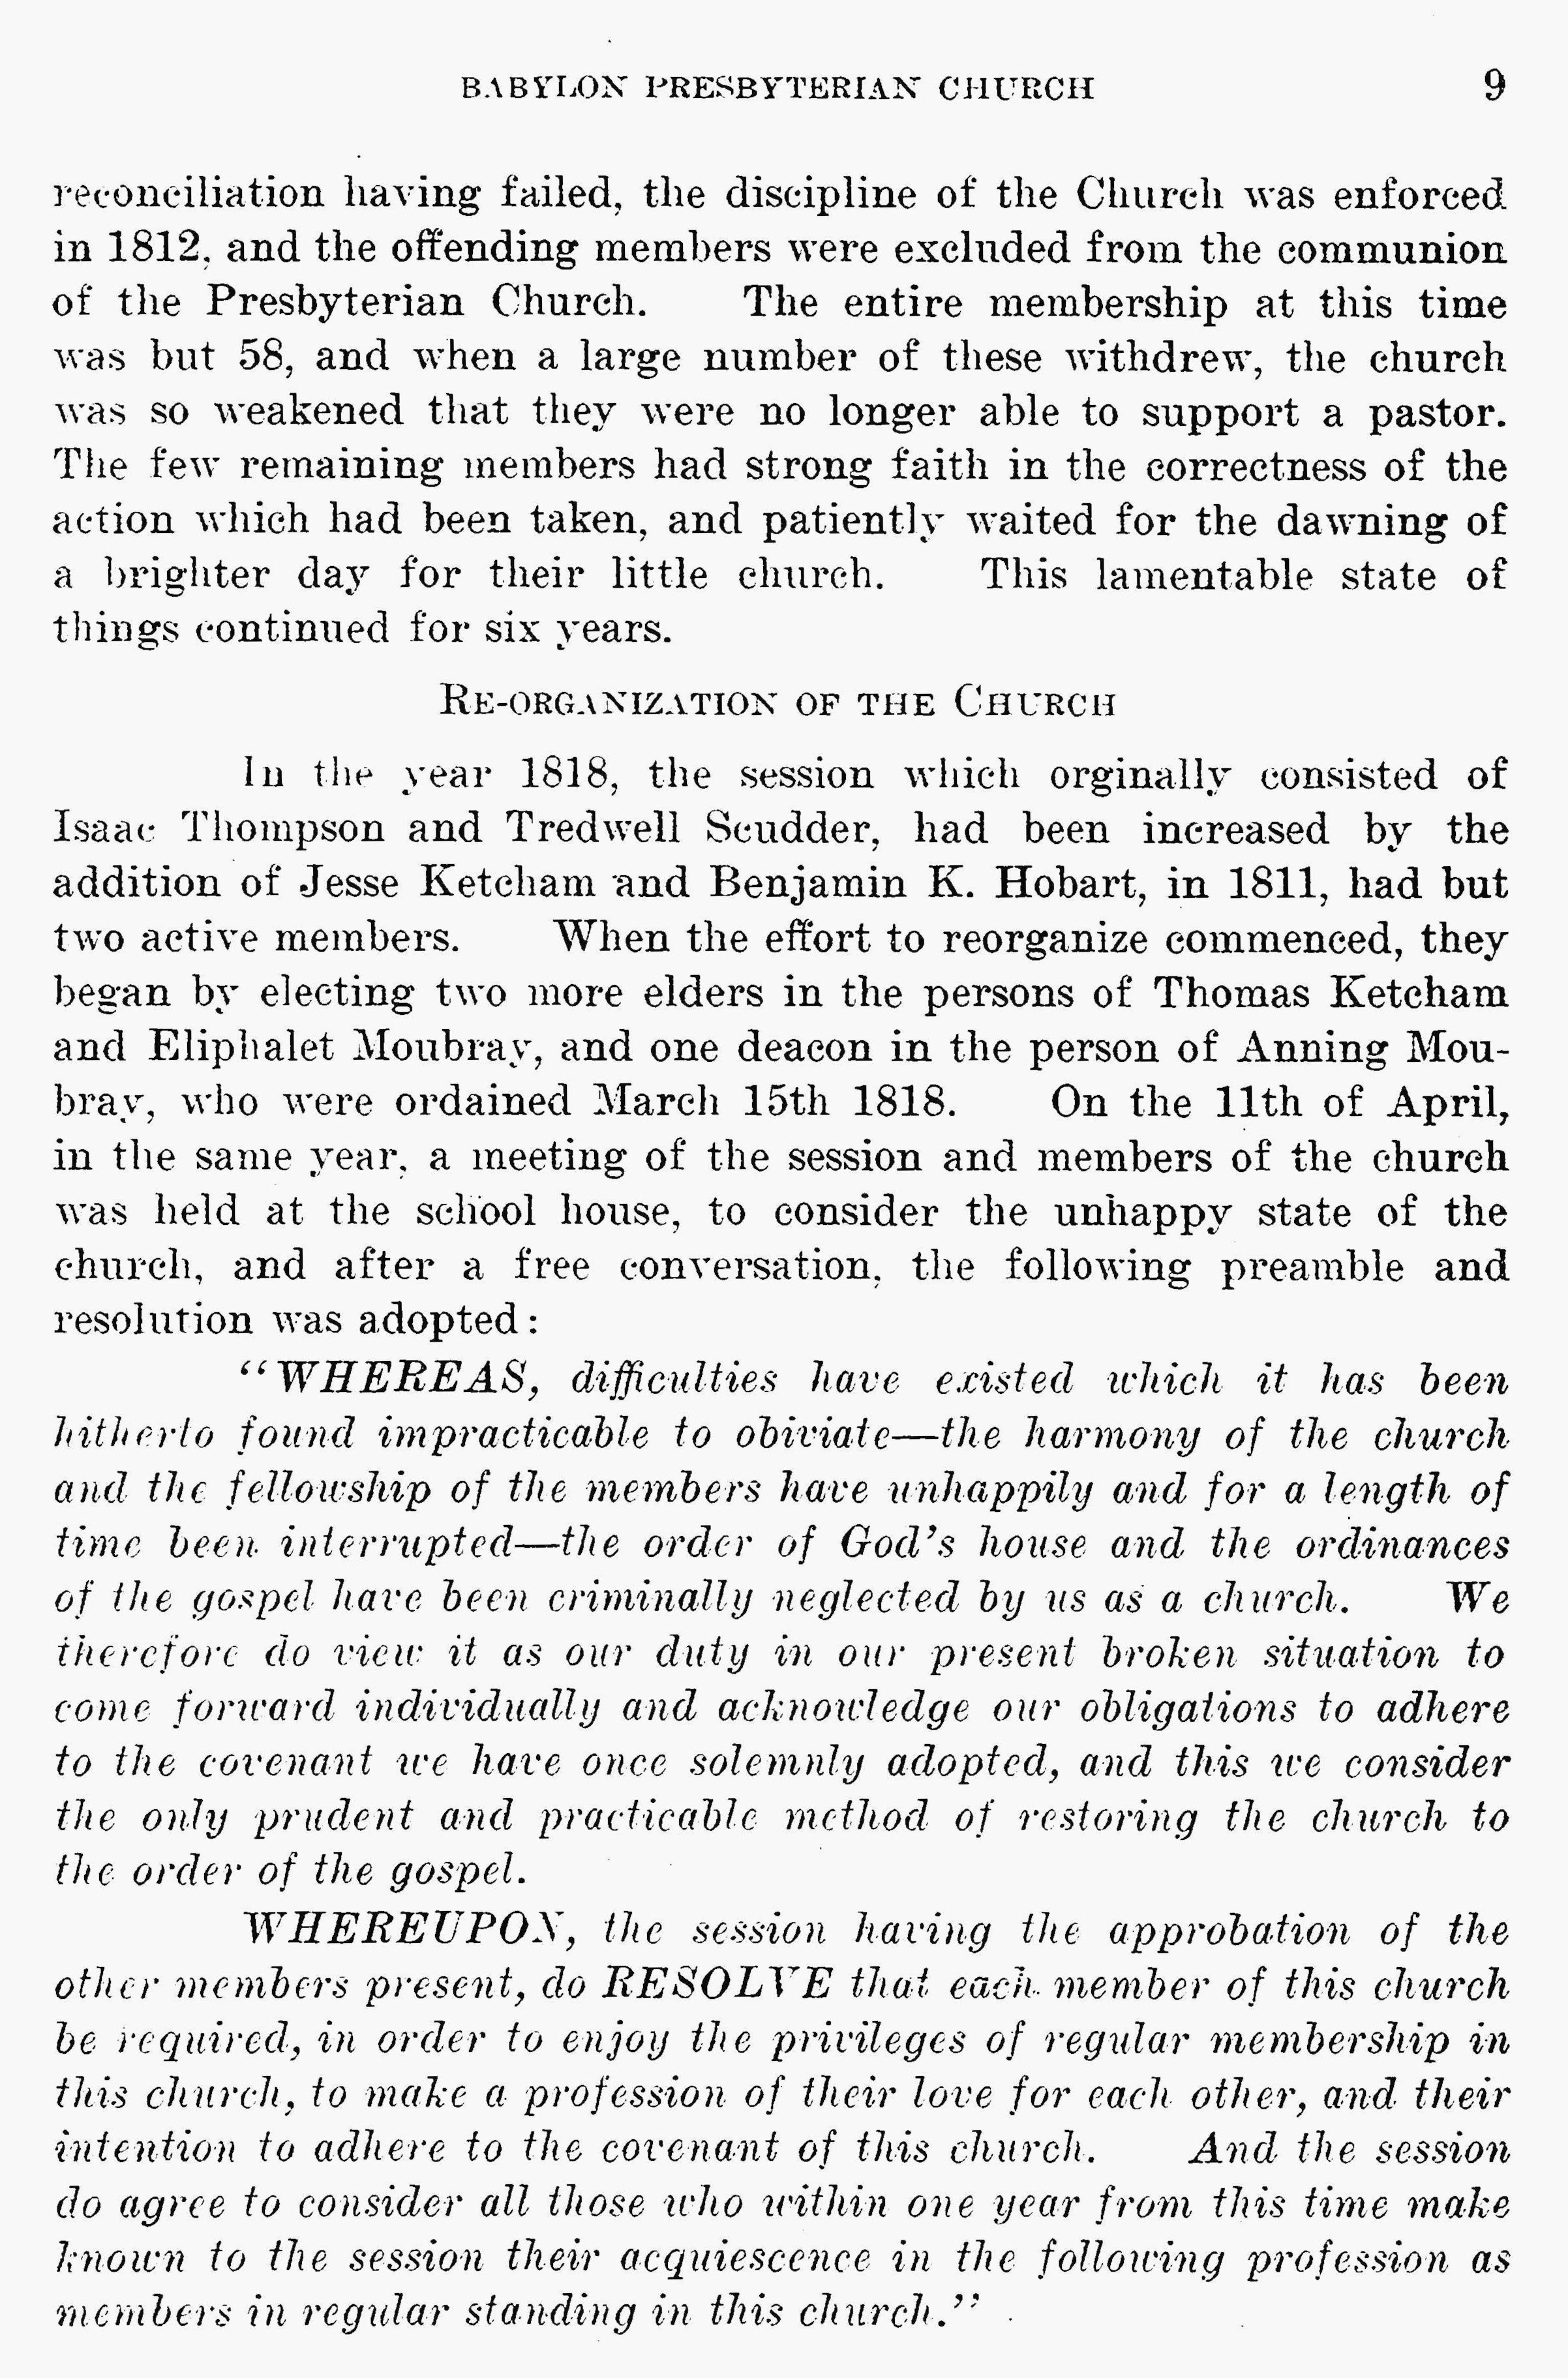 BABYLON PRESBYTERIAN CHURCH 9
reconciliation having failed, the discipline of the Church was enforced
in 1812, and the offending members were excluded from the communion
of the Presbyterian Church. The entire membership at this time
was but 58, and when a large number of these withdrew, the church
was so weakened that they were no longer able to support a pastor.
The few remaining members had strong faith in the correctness of the
action which had been taken, and patiently waited for the dawning of
a brighter day for their little church. This lamentable state of
things continued for six years.
RE-ORGANIZATION OF THE CHURCH
In the year 1818, the session which orginally consisted of
Isaac Thompson and Tredwell Scudder, had been increased by the
addition of Jesse Ketcham and Benjamin K. Hobart, in 1811, had but
two active members. When the effort to reorganize commenced, they
began by electing two more elders in the persons of Thomas Ketcham
and Eliphalet Moubray, and one deacon in the person of Anning Mou-
bray, who were ordained March 15th 1818. On the 11th of April,
in the same year, a meeting of the session and members of the church
was held at the school house, to consider the unhappy state of the
church, and after a free conversation, the following preamble and
resolution was adopted:
"WHEREAS, difficulties have existed which it has been
hitherto found impracticable to obiviate—the harmony of the church
and the fellowship of the members have unhappily and for a length of
time been interrupted—the order of God's house and the ordinances
of the gospel have been criminally neglected by us as a church. We
therefore do view it as our duty in our present broken situation to
come forward individually and acknowledge our obligations to adhere
to the covenant we have once solemnly adopted, and this we consider
the only prudent and practicable method of restoring the church to
the order of the gospel.
WHEREUPON, the session having the approbation of the
other members present, do RESOLVE that each member of this church
be required, in order to enjoy the privileges of regular membership in
this church, to make a profession of their love for each other, and their
intention to adhere to the covenant of this church. And the session
do agree to consider all those who within one year from this time make
known to the session their acquiescence in the following profession as
members in regular standing in this church."